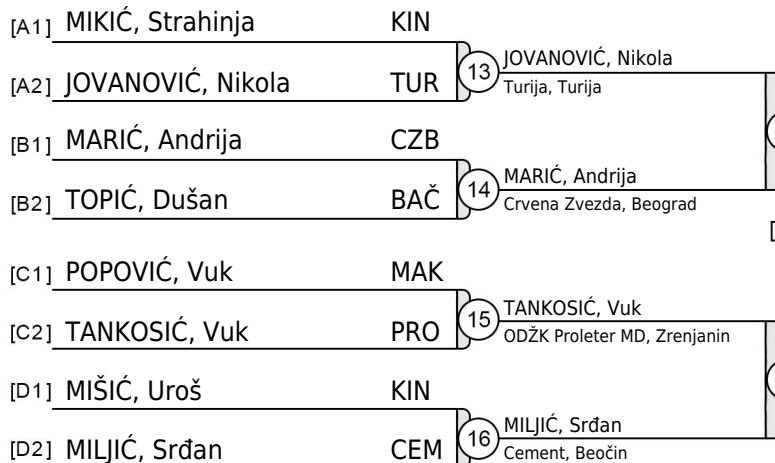 [A1] MIKIĆ, Strahinja KIN
13 JOVANOVIĆ, Nikola
[A2] JOVANOVIĆ, Nikola TUR
Turija, Turija
[B1] MARIĆ, Andrija CZB
14 MARIĆ, Andrija
[B2] TOPIĆ, Dušan BAČ
Crvena Zvezda, Beograd
[C1] POPOVIĆ, Vuk MAK
15 TANKOSIĆ, Vuk
[C2] TANKOSIĆ, Vuk PRO
ODŽK Proleter MD, Zrenjanin
[D1] MIŠIĆ, Uroš KIN
16 MILJIĆ, Srđan
[D2] MILJIĆ, Srđan CEM
Cement, Beočin